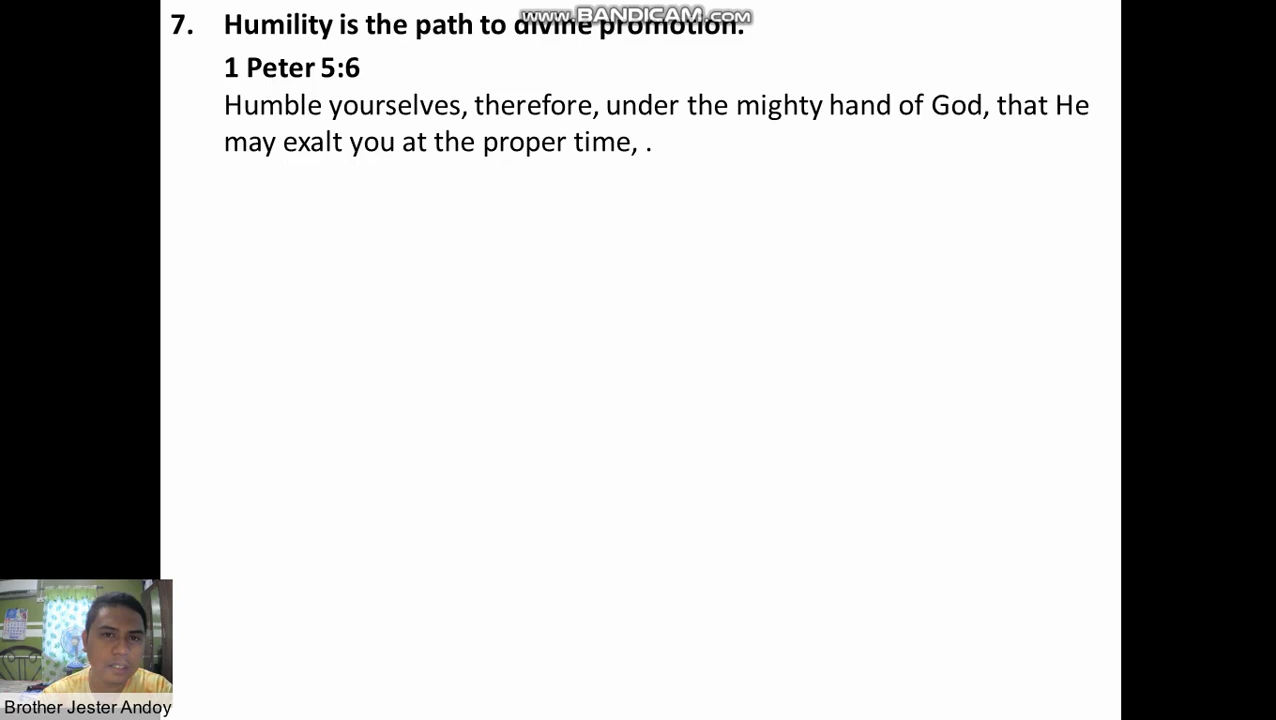 www.BANDICAM.com
7. Humility is the path to divine promotion.
1 Peter 5:6
Humble yourselves, therefore, under the mighty hand of God, that He
may exalt you at the proper time, .
Brother Jester Andoy